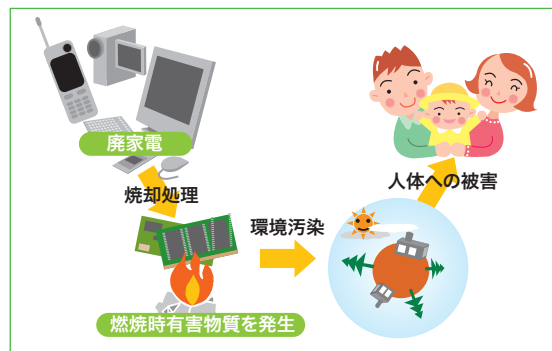 廃家電
焼却処理
環境汚染
人体への被害
燃焼時有害物質を発生